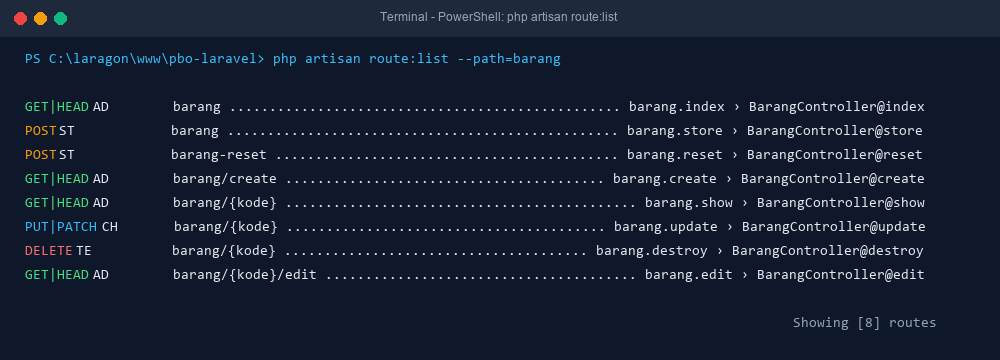 Terminal - PowerShell: php artisan route:list
PS C:\laragon\www\pbo-laravel> php artisan route:list --path=barang
GET|HEAD AD barang ................................................. barang.index › BarangController@index
POST ST barang ................................................. barang.store › BarangController@store
POST ST barang-reset ........................................... barang.reset › BarangController@reset
GET|HEAD AD barang/create ........................................ barang.create › BarangController@create
GET|HEAD AD barang/{kode} ............................................ barang.show › BarangController@show
PUT|PATCH CH barang/{kode} ........................................ barang.update › BarangController@update
DELETE TE barang/{kode} ...................................... barang.destroy › BarangController@destroy
GET|HEAD AD barang/{kode}/edit ....................................... barang.edit › BarangController@edit
Showing [8] routes